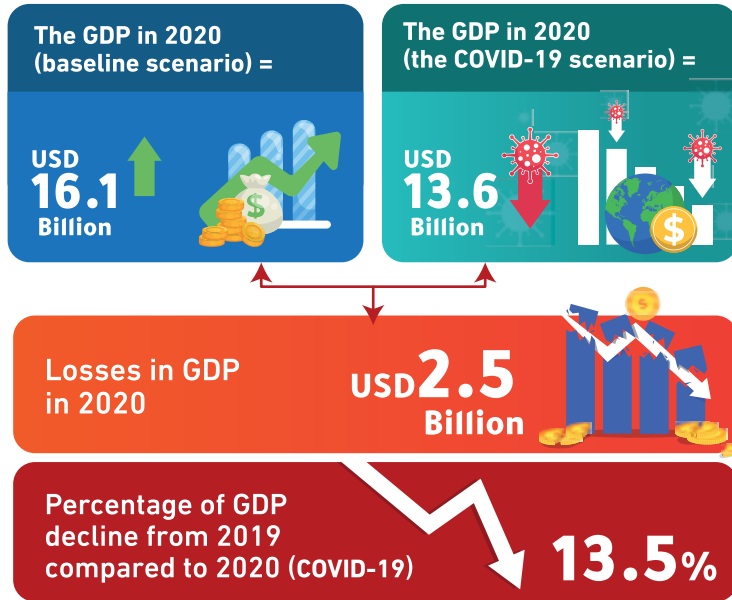 The GDP in 2020
(baseline scenario) =
USD
16.1
Billion
$
The GDP in 2020
(the COVID-19 scenario) =
USD
13.6
Billion
$
Losses in GDP
in 2020
USD 2.5
Billion
$
Percentage of GDP
decline from 2019
compared to 2020 (COVID-19)
13.5%